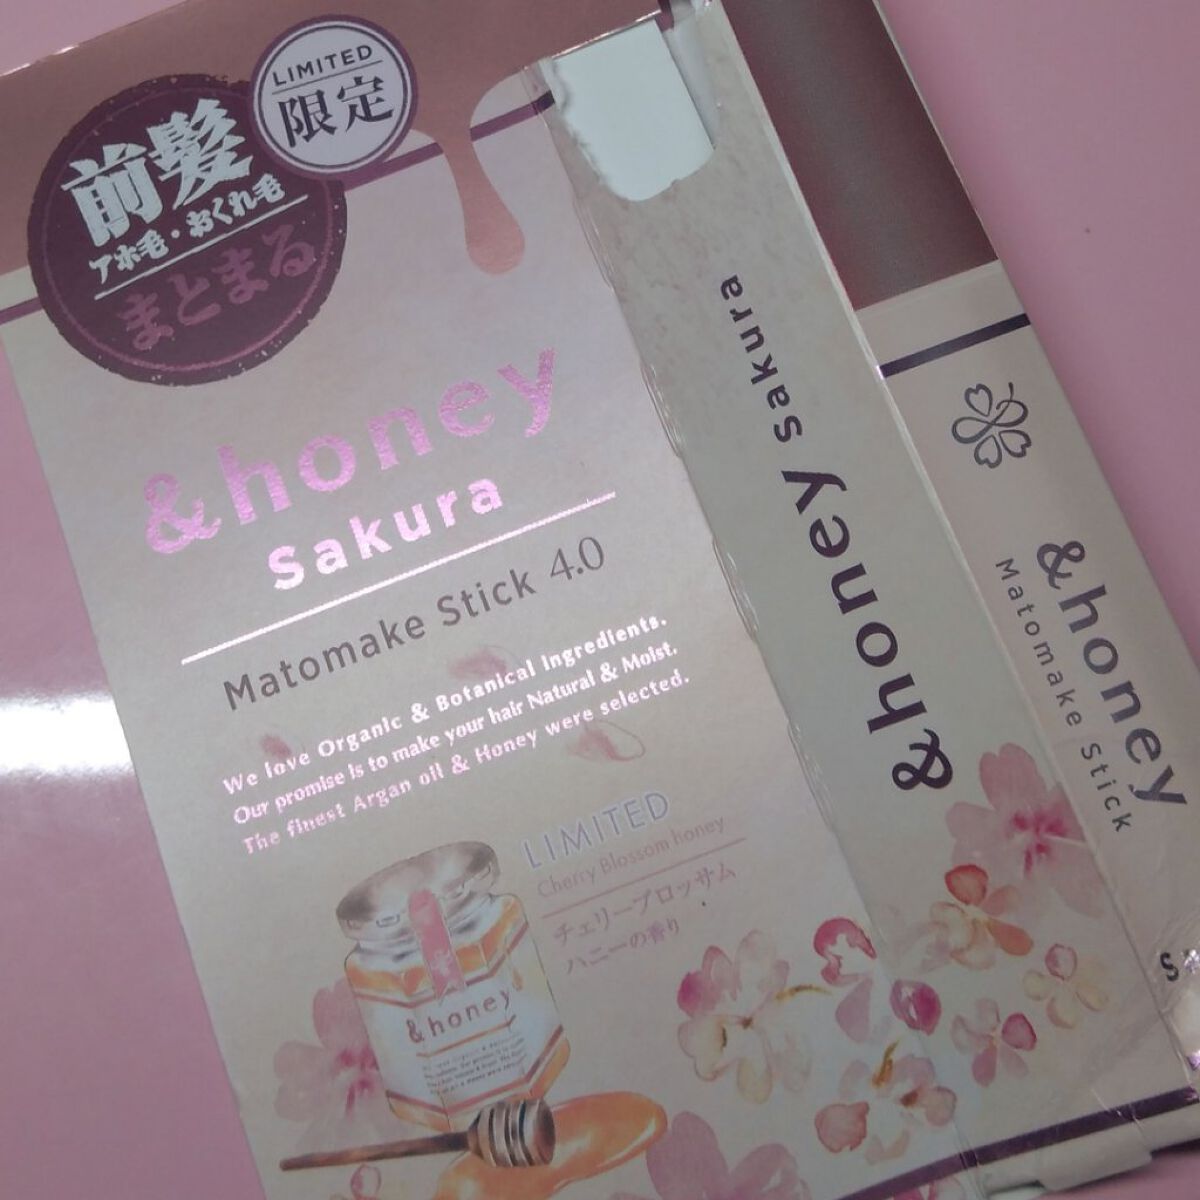 LIMITED
限定
前髪
アホ毛・おくれ毛
まとまる
&honey
Sakura
Matomake Stick 4.0
We love Organic & Botanical Ingredients.
Our promise is to make your hair Natural & Moist.
The finest Argan oil & Honey were selected.
LIMITED
Cherry Blossom honey
チェリーブロッサム
ハニーの香り
&honey
&honey Sakura
&honey
Matomake Stick